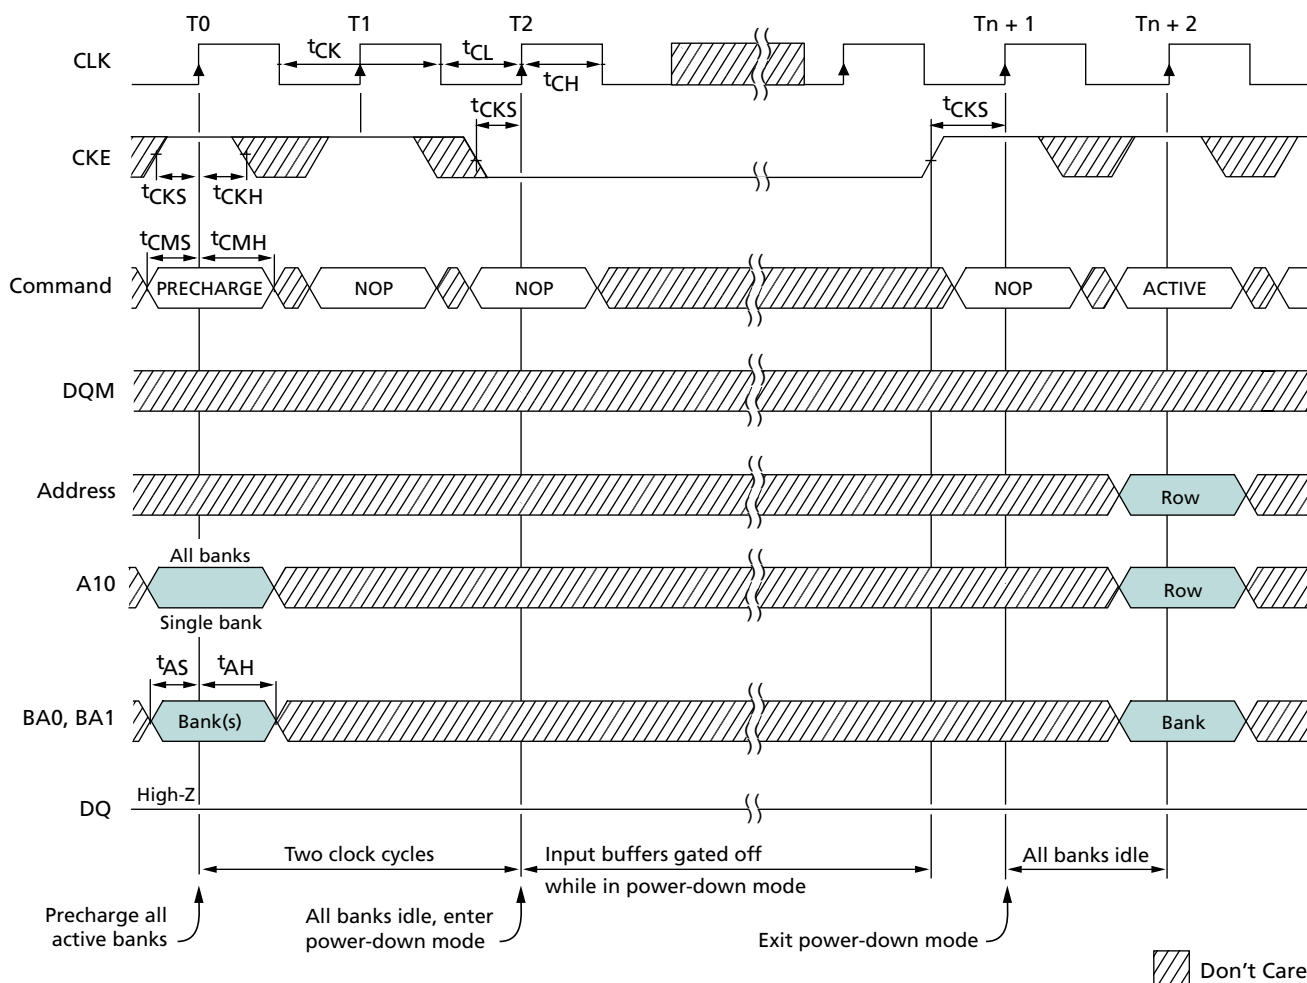 T0 T1 T2 Tn + 1 Tn + 2
CLK
tCK tCL
tCH
tCKS tCKS
CKE
tCKS tCKH
tCMS tCMH
Command PRECHARGE NOP NOP NOP ACTIVE
DQM
Address Row
All banks
A10 Row
Single bank
tAS tAH
BA0, BA1 Bank(s) Bank
High-Z
DQ
Two clock cycles
Input buffers gated off
while in power-down mode
All banks idle
Precharge all
active banks
All banks idle, enter
power-down mode
Exit power-down mode
Don't Care